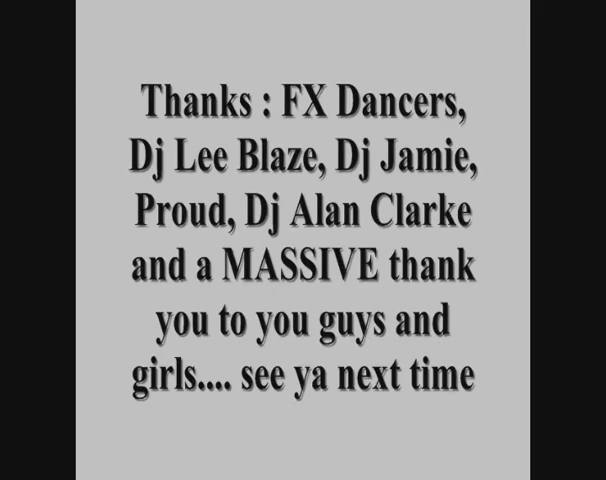 Thanks : FX Dancers,
Dj Lee Blaze, Dj Jamie,
Proud, Dj Alan Clarke
and a MASSIVE thank
you to you guys and
girls.... see ya next time